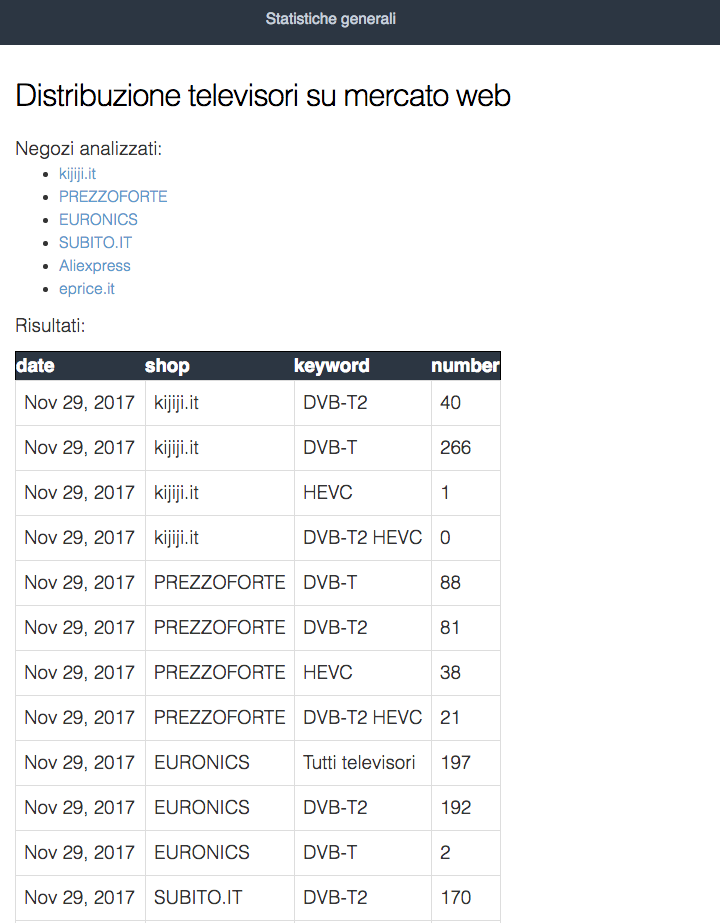 Statistiche generali
Distribuzione televisori su mercato web
Negozi analizzati:
kijiji.it
PREZZOFORTE
EURONICS
SUBITO.IT
Aliexpress
eprice.it
Risultati:
date shop keyword number
Nov 29, 2017 kijiji.it DVB-T2 40
Nov 29, 2017 kijiji.it DVB-T 266
Nov 29, 2017 kijiji.it HEVC 1
Nov 29, 2017 kijiji.it DVB-T2 HEVC 0
Nov 29, 2017 PREZZOFORTE DVB-T 88
Nov 29, 2017 PREZZOFORTE DVB-T2 81
Nov 29, 2017 PREZZOFORTE HEVC 38
Nov 29, 2017 PREZZOFORTE DVB-T2 HEVC 21
Nov 29, 2017 EURONICS Tutti televisori 197
Nov 29, 2017 EURONICS DVB-T2 192
Nov 29, 2017 EURONICS DVB-T 2
Nov 29, 2017 SUBITO.IT DVB-T2 170